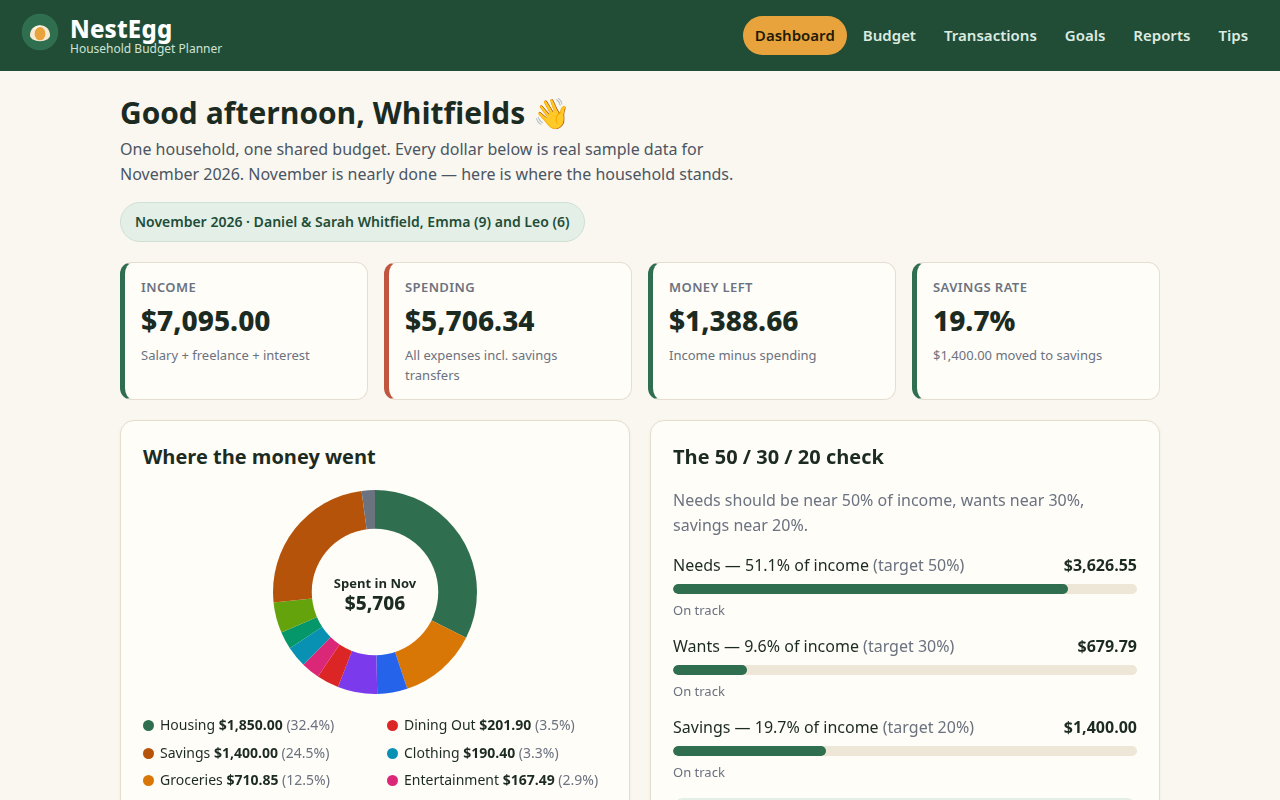 NestEgg
Household Budget Planner
Dashboard
Budget
Transactions
Goals
Reports
Tips
Good afternoon, Whitfields 👋
One household, one shared budget. Every dollar below is real sample data for
November 2026. November is nearly done — here is where the household stands.
November 2026 · Daniel & Sarah Whitfield, Emma (9) and Leo (6)
INCOME
$7,095.00
Salary + freelance + interest
SPENDING
$5,706.34
All expenses incl. savings
transfers
MONEY LEFT
$1,388.66
Income minus spending
SAVINGS RATE
19.7%
$1,400.00 moved to savings
Where the money went
Spent in Nov
$5,706
Housing $1,850.00 (32.4%)
Dining Out $201.90 (3.5%)
Savings $1,400.00 (24.5%)
Clothing $190.40 (3.3%)
Groceries $710.85 (12.5%)
Entertainment $167.49 (2.9%)
The 50 / 30 / 20 check
Needs should be near 50% of income, wants near 30%,
savings near 20%.
Needs — 51.1% of income (target 50%) $3,626.55
On track
Wants — 9.6% of income (target 30%) $679.79
On track
Savings — 19.7% of income (target 20%) $1,400.00
On track